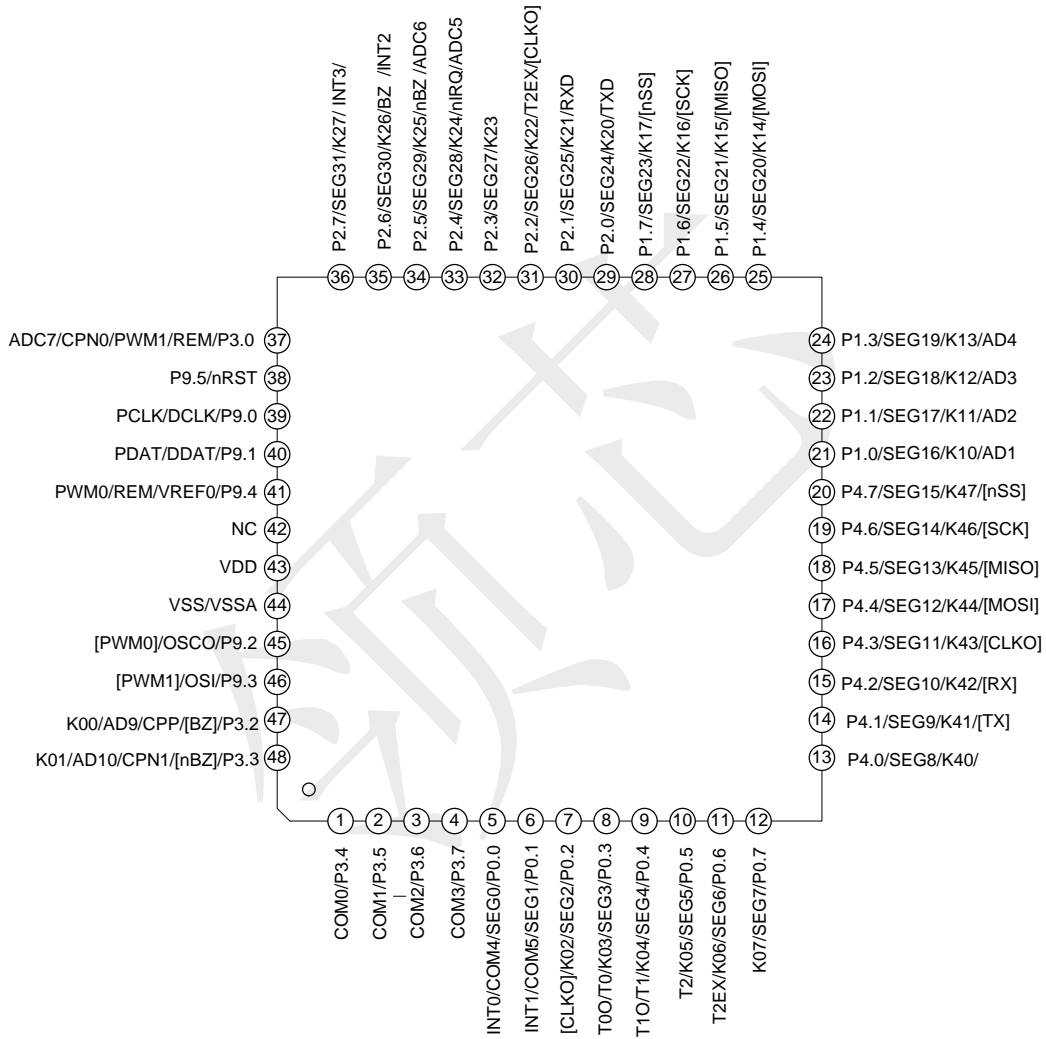 P2.7/SEG31/K27/ INT3/
P2.6/SEG30/K26/BZ /INT2
P2.5/SEG29/K25/nBZ /ADC6
P2.4/SEG28/K24/nIRQ/ADC5
P2.3/SEG27/K23
P2.2/SEG26/K22/T2EX/[CLKO]
P2.1/SEG25/K21/RXD
P2.0/SEG24/K20/TXD
P1.7/SEG23/K17/[nSS]
P1.6/SEG22/K16/[SCK]
P1.5/SEG21/K15/[MISO]
P1.4/SEG20/K14/[MOSI]
36 35 34 33 32 31 30 29 28 27 26 25
ADC7/CPN0/PWM1/REM/P3.0 37
P9.5/nRST 38
PCLK/DCLK/P9.0 39
PDAT/DDAT/P9.1 40
PWM0/REM/VREF0/P9.4 41
NC 42
VDD 43
VSS/VSSA 44
[PWM0]/OSCO/P9.2 45
[PWM1]/OSI/P9.3 46
K00/AD9/CPP/[BZ]/P3.2 47
K01/AD10/CPN1/[nBZ]/P3.3 48
24 P1.3/SEG19/K13/AD4
23 P1.2/SEG18/K12/AD3
22 P1.1/SEG17/K11/AD2
21 P1.0/SEG16/K10/AD1
20 P4.7/SEG15/K47/[nSS]
19 P4.6/SEG14/K46/[SCK]
18 P4.5/SEG13/K45/[MISO]
17 P4.4/SEG12/K44/[MOSI]
16 P4.3/SEG11/K43/[CLKO]
15 P4.2/SEG10/K42/[RX]
14 P4.1/SEG9/K41/[TX]
13 P4.0/SEG8/K40/
领芯
1 2 3 4 5 6 7 8 9 10 11 12
COM0/P3.4
COM1/P3.5
COM2/P3.6
COM3/P3.7
INT0/COM4/SEG0/P0.0
INT1/COM5/SEG1/P0.1
[CLKO]/K02/SEG2/P0.2
T0O/T0/K03/SEG3/P0.3
T1O/T1/K04/SEG4/P0.4
T2/K05/SEG5/P0.5
T2EX/K06/SEG6/P0.6
K07/SEG7/P0.7